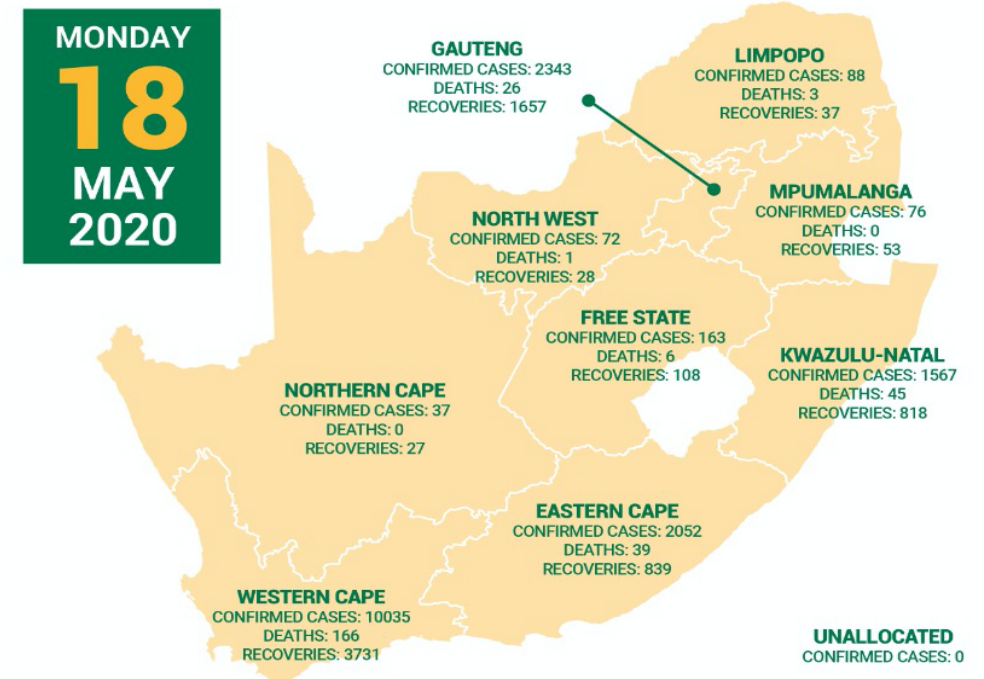 MONDAY
18
MAY
2020
GAUTENG
CONFIRMED CASES: 2343
DEATHS: 26
RECOVERIES: 1657
LIMPOPO
CONFIRMED CASES: 88
DEATHS: 3
RECOVERIES: 37
MPUMALANGA
CONFIRMED CASES: 76
DEATHS: 0
RECOVERIES: 53
NORTH WEST
CONFIRMED CASES: 72
DEATHS: 1
RECOVERIES: 28
FREE STATE
CONFIRMED CASES: 163
DEATHS: 6
RECOVERIES: 108
KWAZULU-NATAL
CONFIRMED CASES: 1567
DEATHS: 45
RECOVERIES: 818
NORTHERN CAPE
CONFIRMED CASES: 37
DEATHS: 0
RECOVERIES: 27
EASTERN CAPE
CONFIRMED CASES: 2052
DEATHS: 39
RECOVERIES: 839
WESTERN CAPE
CONFIRMED CASES: 10035
DEATHS: 166
RECOVERIES: 3731
UNALLOCATED
CONFIRMED CASES: 0